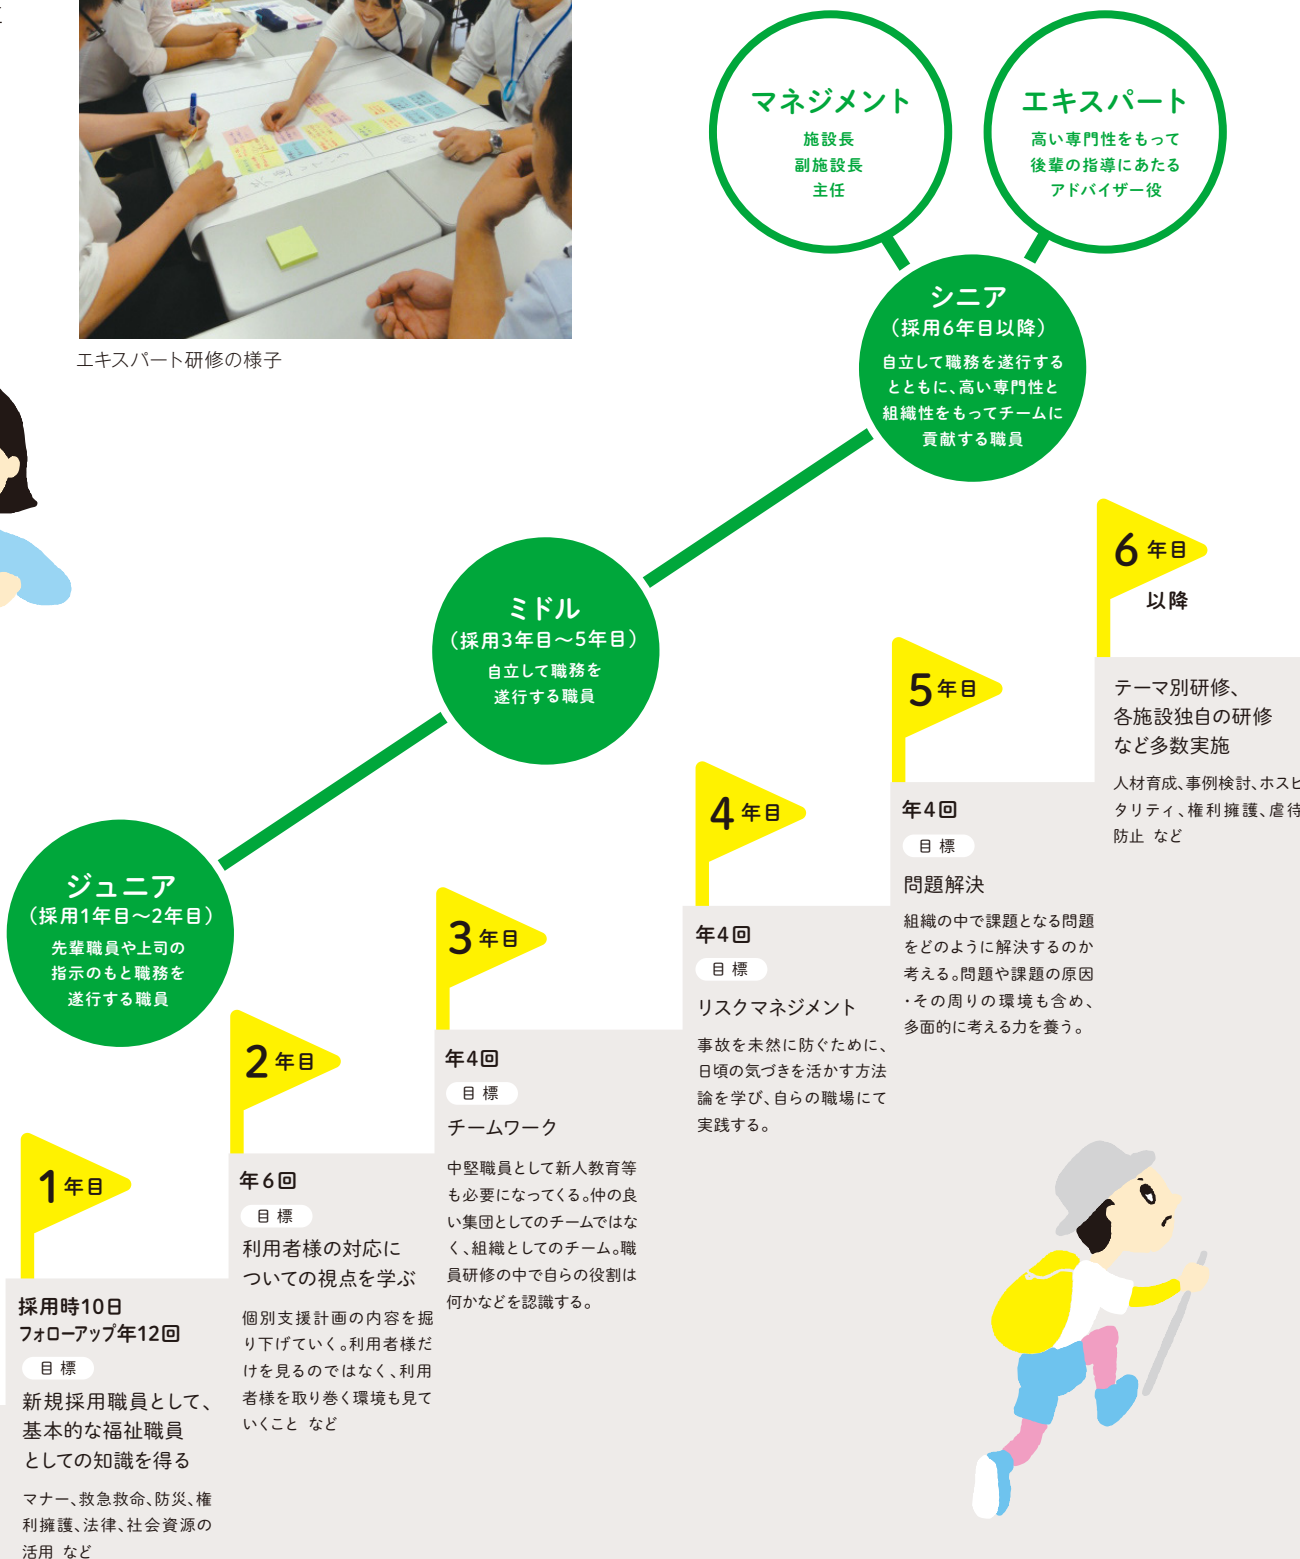 エキスパート研修の様子
マネジメント
施設長
副施設長
主任
エキスパート
高い専門性をもって
後輩の指導にあたる
アドバイザー役
シニア
（採用6年目以降）
自立して職務を遂行する
とともに、高い専門性と
組織性をもってチームに
貢献する職員
ミドル
（採用3年目〜5年目）
自立して職務を
遂行する職員
ジュニア
（採用1年目〜2年目）
先輩職員や上司の
指示のもと職務を
遂行する職員
1年目
採用時10日
フォローアップ年12回
目標
新規採用職員として、
基本的な福祉職員
としての知識を得る
マナー、救急救命、防災、権
利擁護、法律、社会資源の
活用 など
2年目
年6回
目標
利用者様の対応に
ついての視点を学ぶ
個別支援計画の内容を掘
り下げていく。利用者様だ
けを見るのではなく、利用
者様を取り巻く環境も見て
いくこと など
3年目
年4回
目標
チームワーク
中堅職員として新人教育等
も必要になってくる。仲の良
い集団としてのチームではな
く、組織としてのチーム。職
員研修の中で自らの役割は
何かなどを認識する。
4年目
年4回
目標
リスクマネジメント
事故を未然に防ぐために、
日頃の気づきを活かす方法
論を学び、自らの職場にて
実践する。
5年目
年4回
目標
問題解決
組織の中で課題となる問題
をどのように解決するのか
考える。問題や課題の原因
・その周りの環境も含め、
多面的に考える力を養う。
6年目
以降
テーマ別研修、
各施設独自の研修
など多数実施
人材育成、事例検討、ホスピ
タリティ、権利擁護、虐待
防止 など